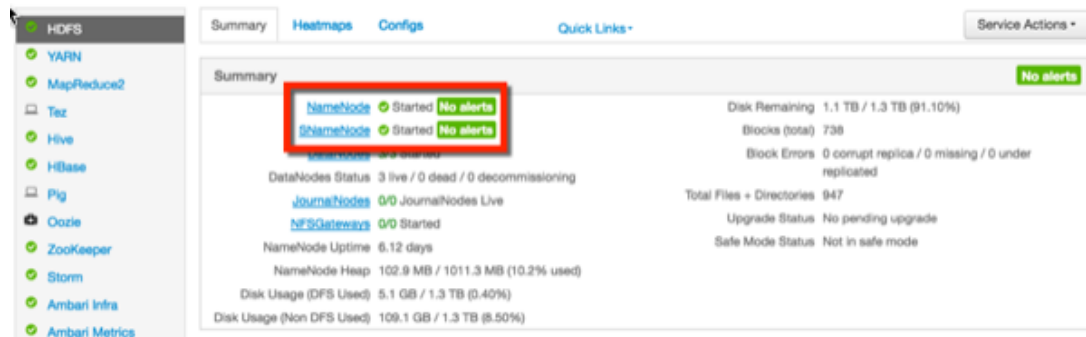 HDFS
YARN
MapReduce2
Tez
Hive
HBase
Pig
Oozie
ZooKeeper
Storm
Ambari Infra
Ambari Metrics
Summary Heatmaps Configs Quick Links Service Actions
Summary No alerts
NameNode Started No alerts
SNameNode Started No alerts
DataNodes 3/3 Started
DataNodes Status 3 live / 0 dead / 0 decommissioning
JournalNodes 0/0 JournalNodes Live
NFSGateways 0/0 Started
NameNode Uptime 6.12 days
NameNode Heap 102.9 MB / 1011.3 MB (10.2% used)
Disk Usage (DFS Used) 5.1 GB / 1.3 TB (0.40%)
Disk Usage (Non DFS Used) 109.1 GB / 1.3 TB (8.50%)
Disk Remaining 1.1 TB / 1.3 TB (91.10%)
Blocks (total) 738
Block Errors 0 corrupt replica / 0 missing / 0 under
replicated
Total Files + Directories 947
Upgrade Status No pending upgrade
Safe Mode Status Not in safe mode